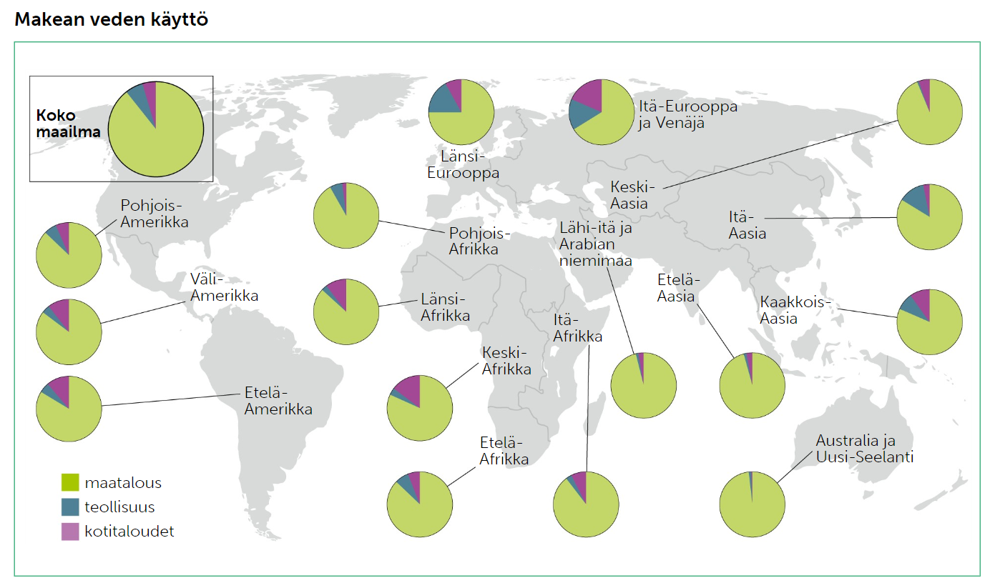 Makean veden käyttö
Koko
maailma
Länsi-
Eurooppa
Itä-Eurooppa
ja Venäjä
Keski-
Aasia
Itä-
Aasia
Pohjois-
Amerikka
Pohjois-
Afrikka
Lähi-itä ja
Arabian
niemimaa
Väli-
Amerikka
Länsi-
Afrikka
Etelä-
Aasia
Kaakkois-
Aasia
Itä-
Afrikka
Keski-
Afrikka
Etelä-
Amerikka
Etelä-
Afrikka
Australia ja
Uusi-Seelanti
maatalous
teollisuus
kotitaloudet